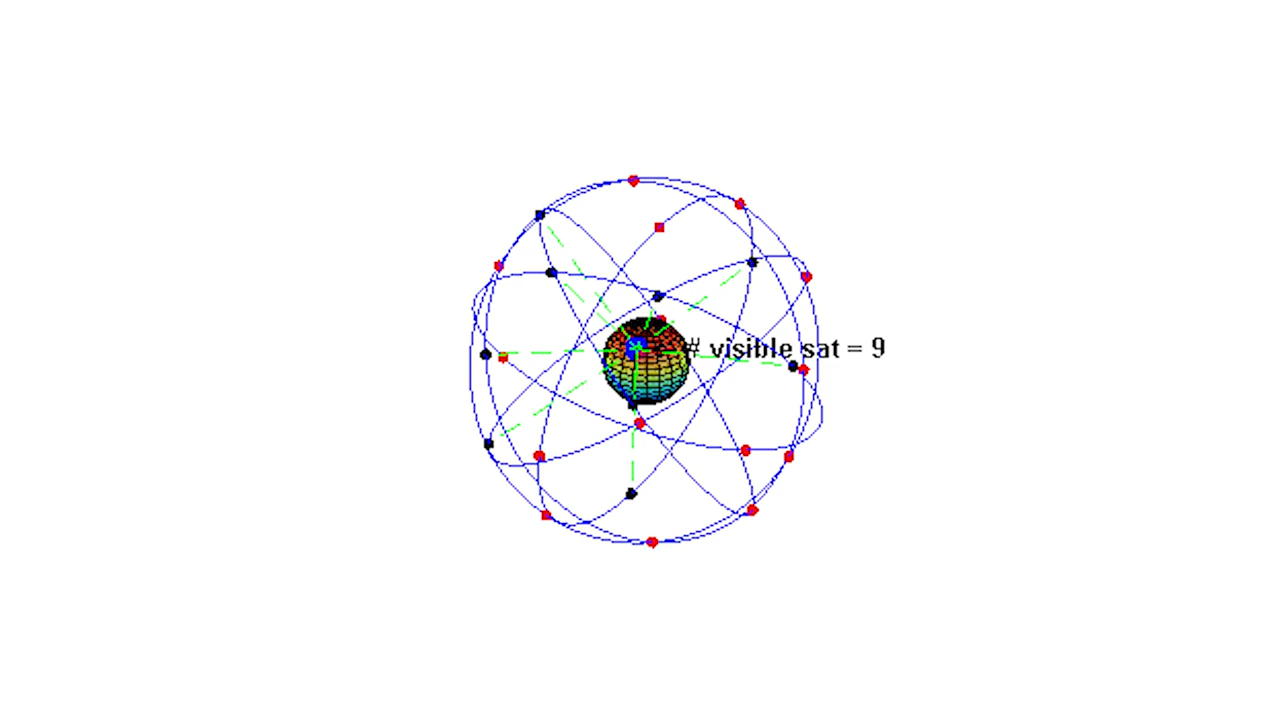 # visible sat = 9